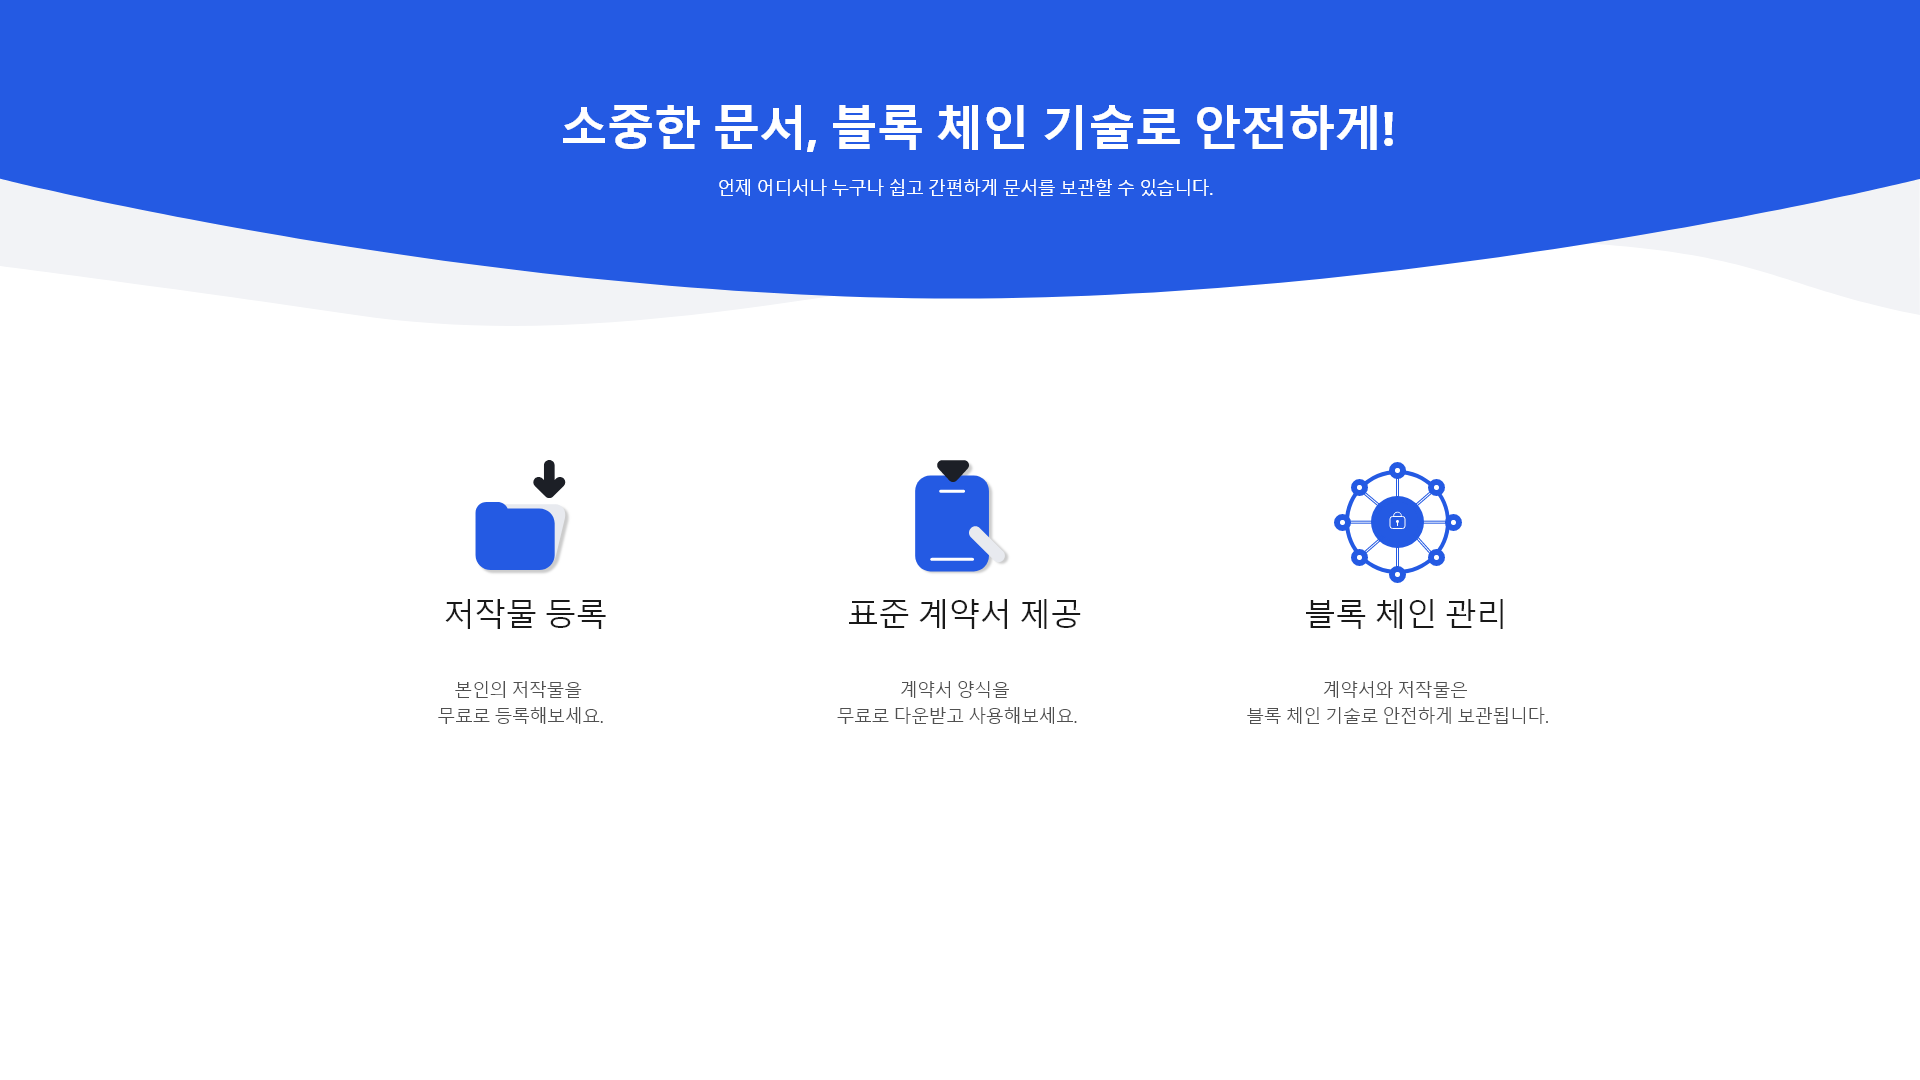 소중한 문서, 블록 체인 기술로 안전하게!
언제 어디서나 누구나 쉽고 간편하게 문서를 보관할 수 있습니다.
저작물 등록
본인의 저작물을
무료로 등록해보세요.
표준 계약서 제공
계약서 양식을
무료로 다운받고 사용해보세요.
블록 체인 관리
계약서와 저작물은
블록 체인 기술로 안전하게 보관됩니다.